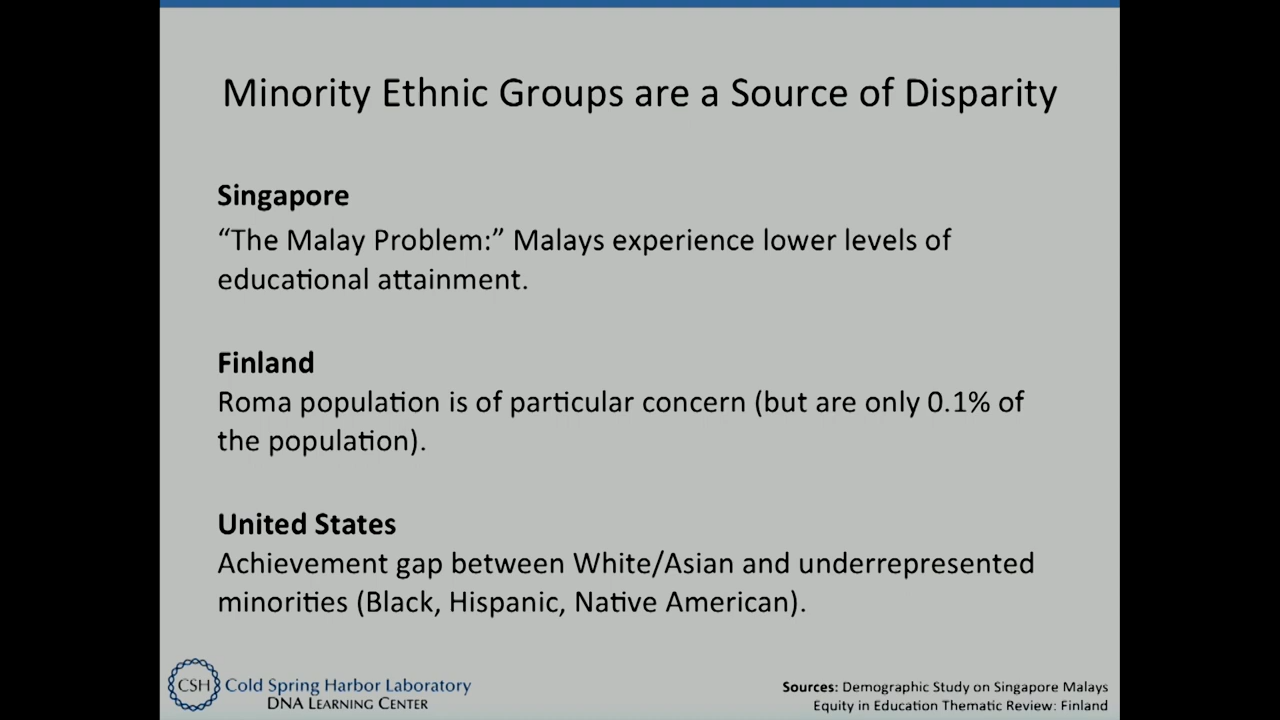 Minority Ethnic Groups are a Source of Disparity
Singapore
“The Malay Problem:” Malays experience lower levels of
educational attainment.
Finland
Roma population is of particular concern (but are only 0.1% of
the population).
United States
Achievement gap between White/Asian and underrepresented
minorities (Black, Hispanic, Native American).
CSH Cold Spring Harbor Laboratory
DNA LEARNING CENTER
Sources: Demographic Study on Singapore Malays
Equity in Education Thematic Review: Finland